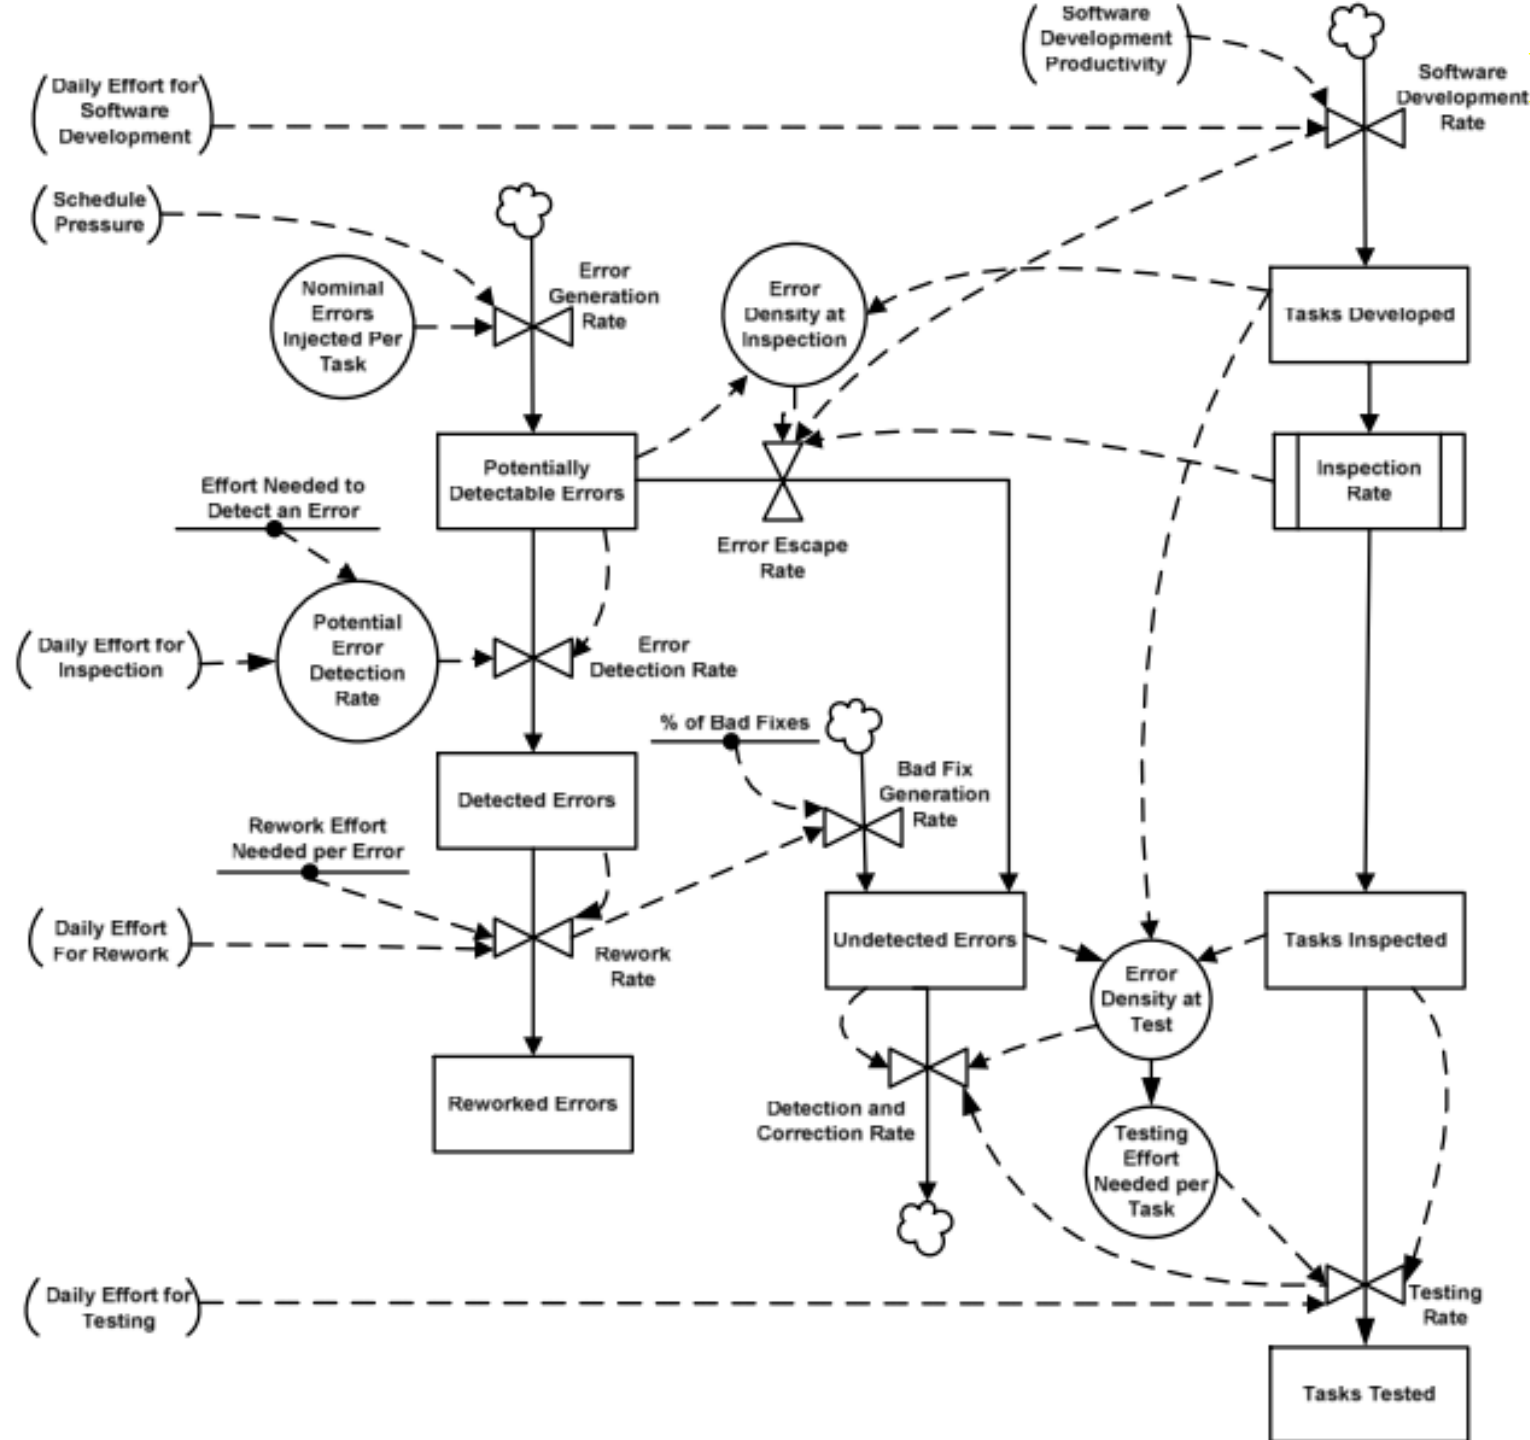 Software
Development
Productivity
Software
Development
Rate
Daily Effort for
Software
Development
Schedule
Pressure
Nominal
Errors
Injected Per
Task
Error
Generation
Rate
Error
Density at
Inspection
Tasks Developed
Potentially
Detectable Errors
Inspection
Rate
Effort Needed to
Detect an Error
Error Escape
Rate
Daily Effort for
Inspection
Potential
Error
Detection
Rate
Error
Detection Rate
% of Bad Fixes
Bad Fix
Generation
Rate
Detected Errors
Rework Effort
Needed per Error
Daily Effort
For Rework
Rework
Rate
Undetected Errors
Error
Density at
Test
Tasks Inspected
Reworked Errors
Detection and
Correction Rate
Testing
Effort
Needed per
Task
Daily Effort for
Testing
Testing
Rate
Tasks Tested